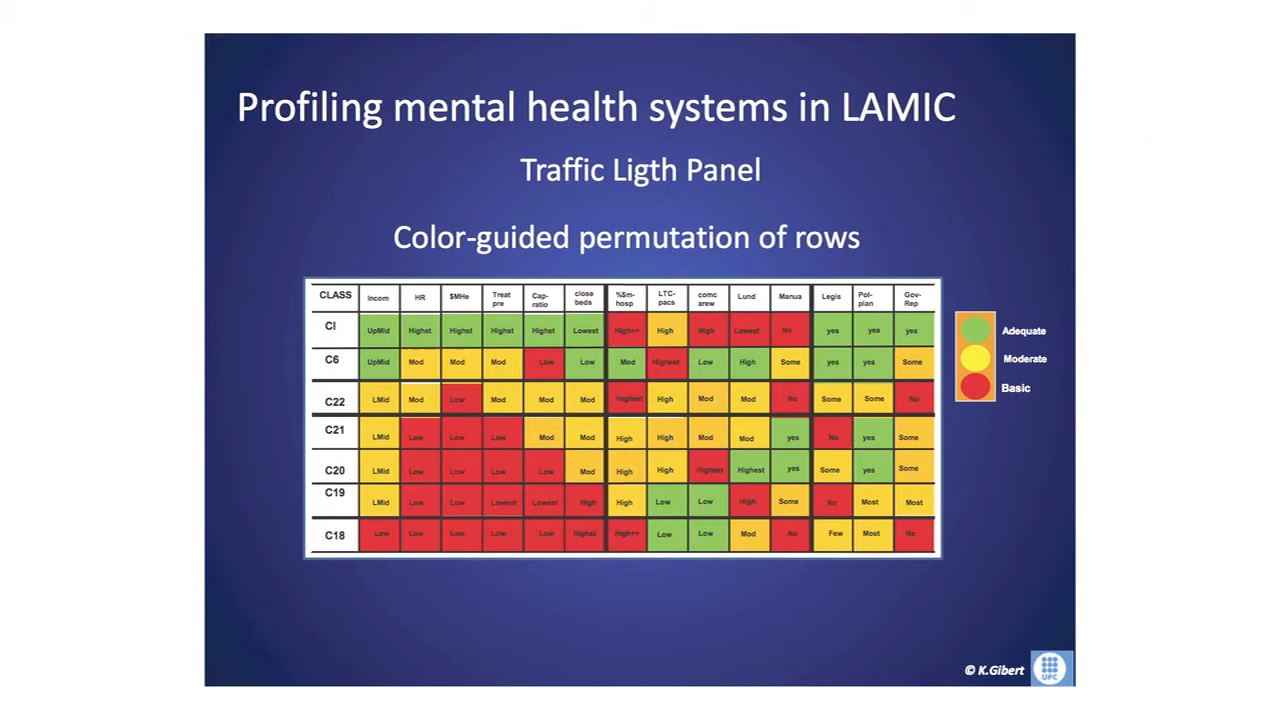 Profiling mental health systems in LAMIC
Traffic Ligth Panel
Color-guided permutation of rows
CLASS Incom HR $MHe Treat pre Cap-ratio close beds %$m-hosp LTC-pacs comc arew Lund Manua Legis Pol-plan Gov-Rep
CI UpMid Highst Highst Highst Highst Lowest High++ High High Lowest No yes yes yes
C6 UpMid Mod Mod Mod Low Low Mod Highest Low High Some yes yes Some
C22 LMid Mod Low Mod Mod Mod Highest High Mod Mod No Some Some No
C21 LMid Low Low Low Mod Mod High High Mod Mod yes No yes Some
C20 LMid Low Low Low Low Mod High High Highest Highest yes Some yes Some
C19 LMid Low Low Lowest Lowest High High Low Low High Some No Most Most
C18 Low Low Low Low Low Highst High++ Low Low Mod No Few Most No
Adequate
Moderate
Basic
© K.Gibert
UPC